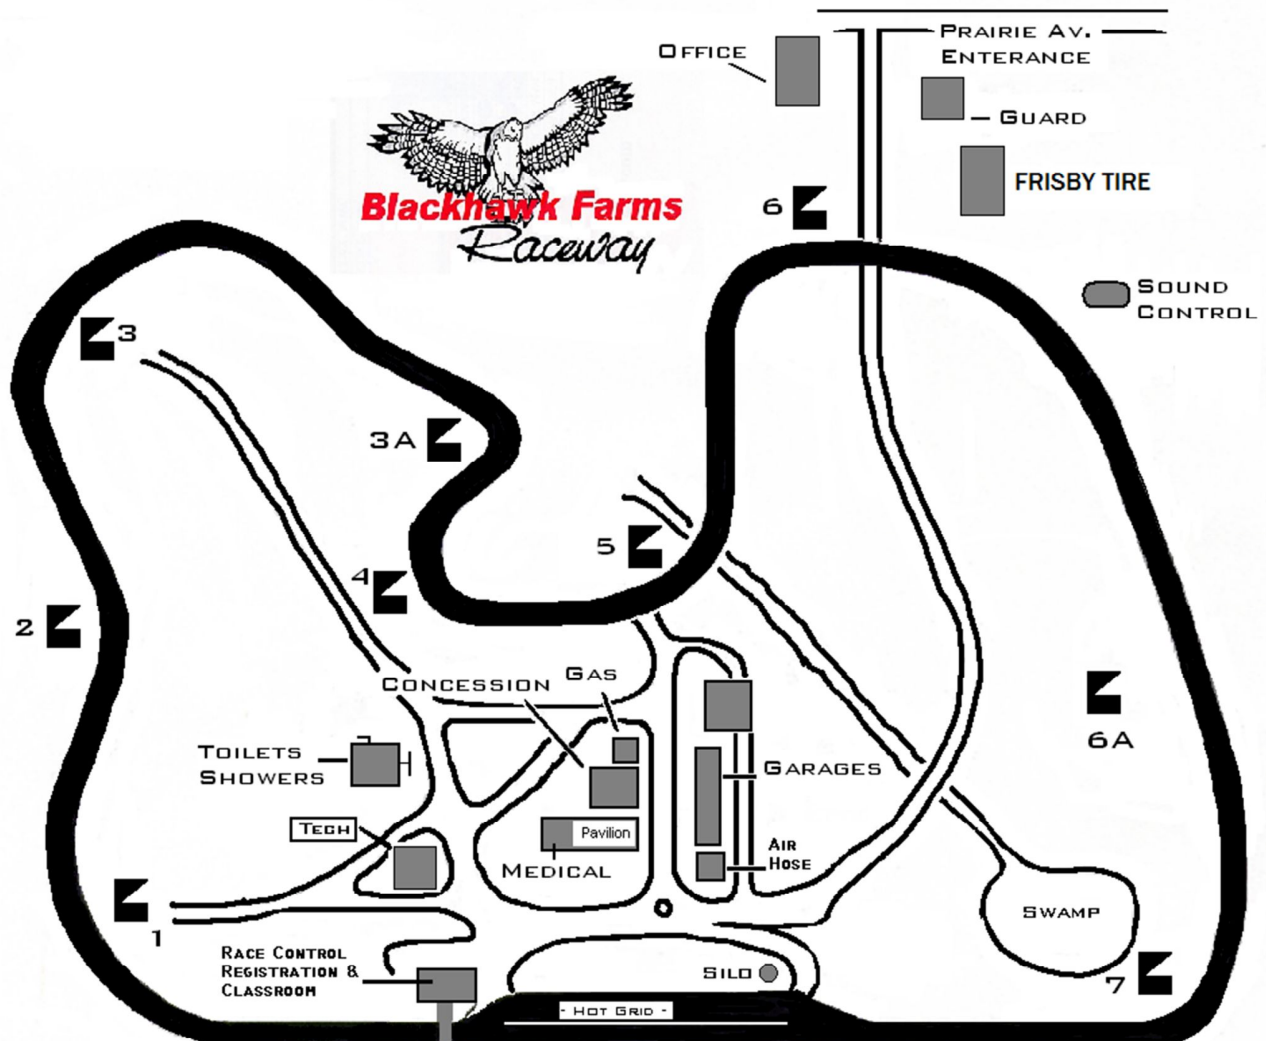 PRAIRIE AV.
ENTERANCE
OFFICE
GUARD
FRISBY TIRE
Blackhawk Farms
Raceway
6
SOUND
CONTROL
3
3A
5
4
2
CONCESSION
GAS
6A
TOILETS
SHOWERS
GARAGES
TECH
Pavilion
MEDICAL
AIR
HOSE
SWAMP
1
RACE CONTROL
REGISTRATION &
CLASSROOM
SILO
7
- HOT GRID -